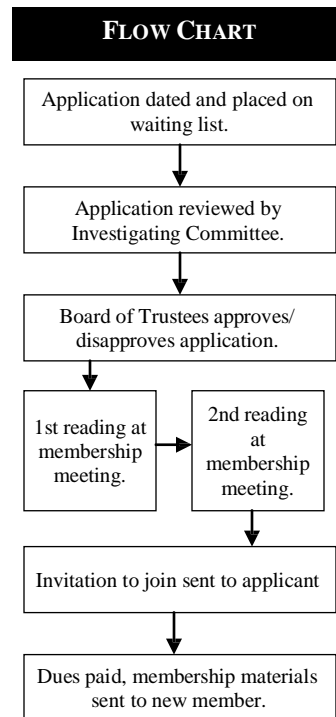 FLOW CHART
Application dated and placed on
waiting list.
Application reviewed by
Investigating Committee.
Board of Trustees approves/
disapproves application.
1st reading at
membership
meeting.
2nd reading
at
membership
meeting.
Invitation to join sent to applicant
Dues paid, membership materials
sent to new member.